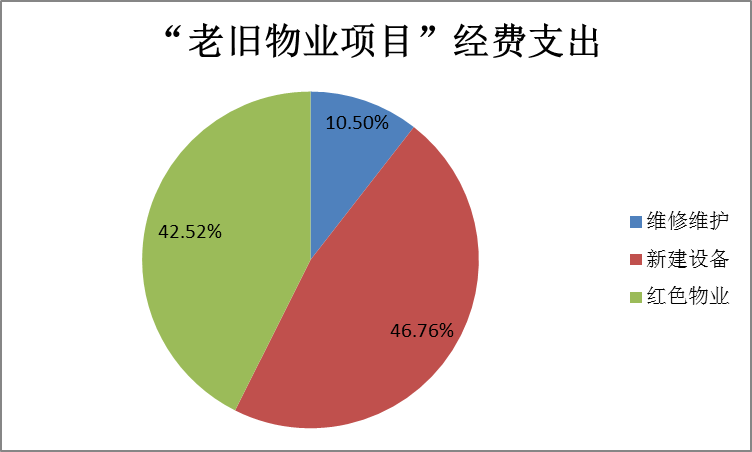 “老旧物业项目”经费支出
10.50%
42.52%
46.76%
维修维护
新建设备
红色物业